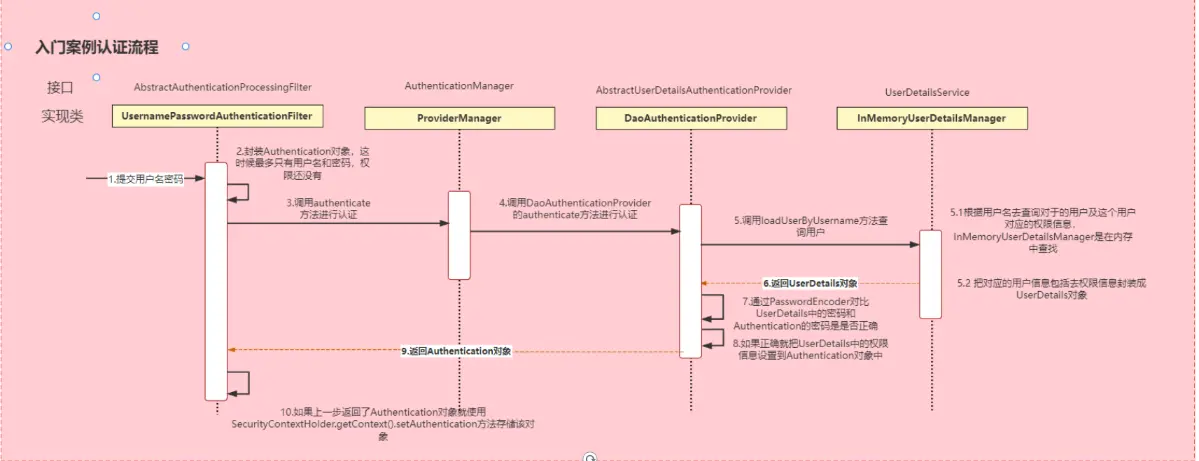 入门案例认证流程
接口
AbstractAuthenticationProcessingFilter
AuthenticationManager
AbstractUserDetailsAuthenticationProvider
UserDetailsService
实现类
UsernamePasswordAuthenticationFilter
ProviderManager
DaoAuthenticationProvider
InMemoryUserDetailsManager
1.提交用户名密码
2.封装Authentication对象，这
时候最多只有用户名和密码，权
限还没有
3.调用authenticate
方法进行认证
4.调用DaoAuthenticationProvider
的authenticate方法进行认证
5.调用loadUserByUsername方法查
询用户
5.1根据用户名去查询对于的用户及这个用户
对应的权限信息，
InMemoryUserDetailsManager是在内存
中查找
5.2 把对应的用户信息包括去权限信息封装成
UserDetails对象
6.返回UserDetails对象
7.通过PasswordEncoder对比
UserDetails中的密码和
Authentication的密码是是否正确
8.如果正确就把UserDetails中的权限
信息设置到Authentication对象中
9.返回Authentication对象
10.如果上一步返回了Authentication对象就使用
SecurityContextHolder.getContext().setAuthentication方法存储该对
象